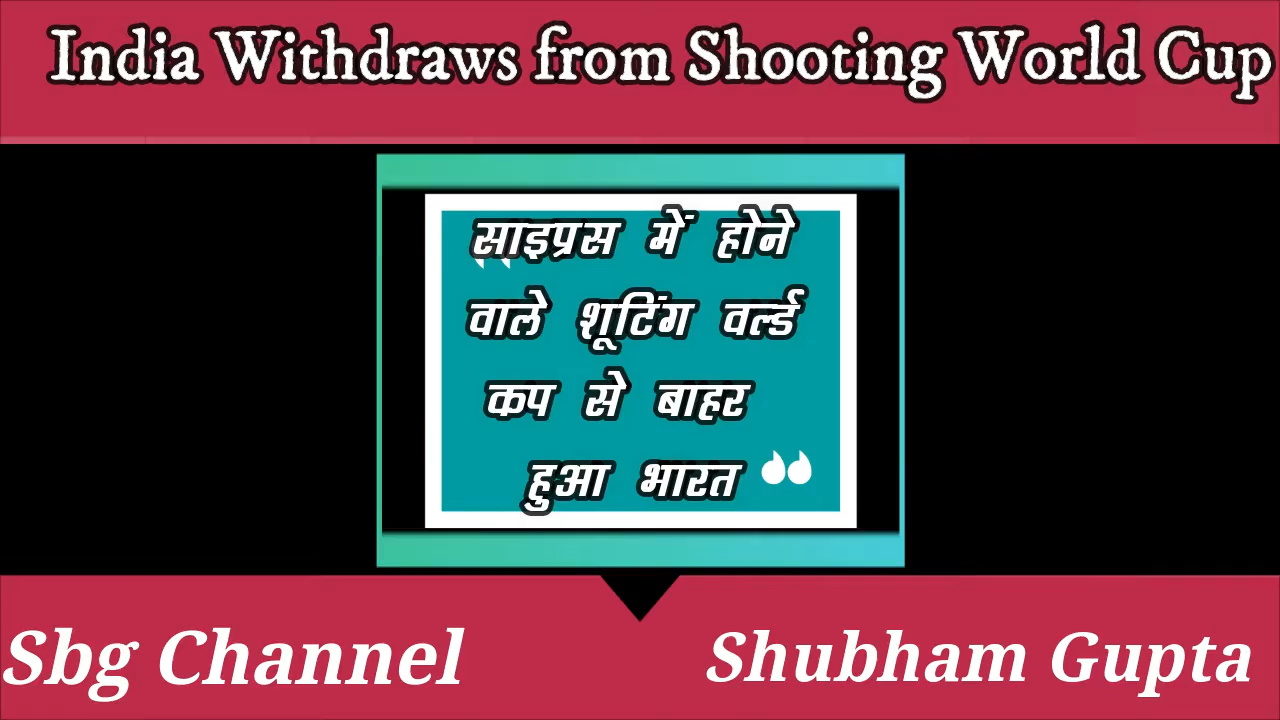 India Withdraws from Shooting World Cup
साइप्रस में होने
वाले शूटिंग वर्ल्ड
कप से बाहर
हुआ भारत
Sbg Channel
Shubham Gupta